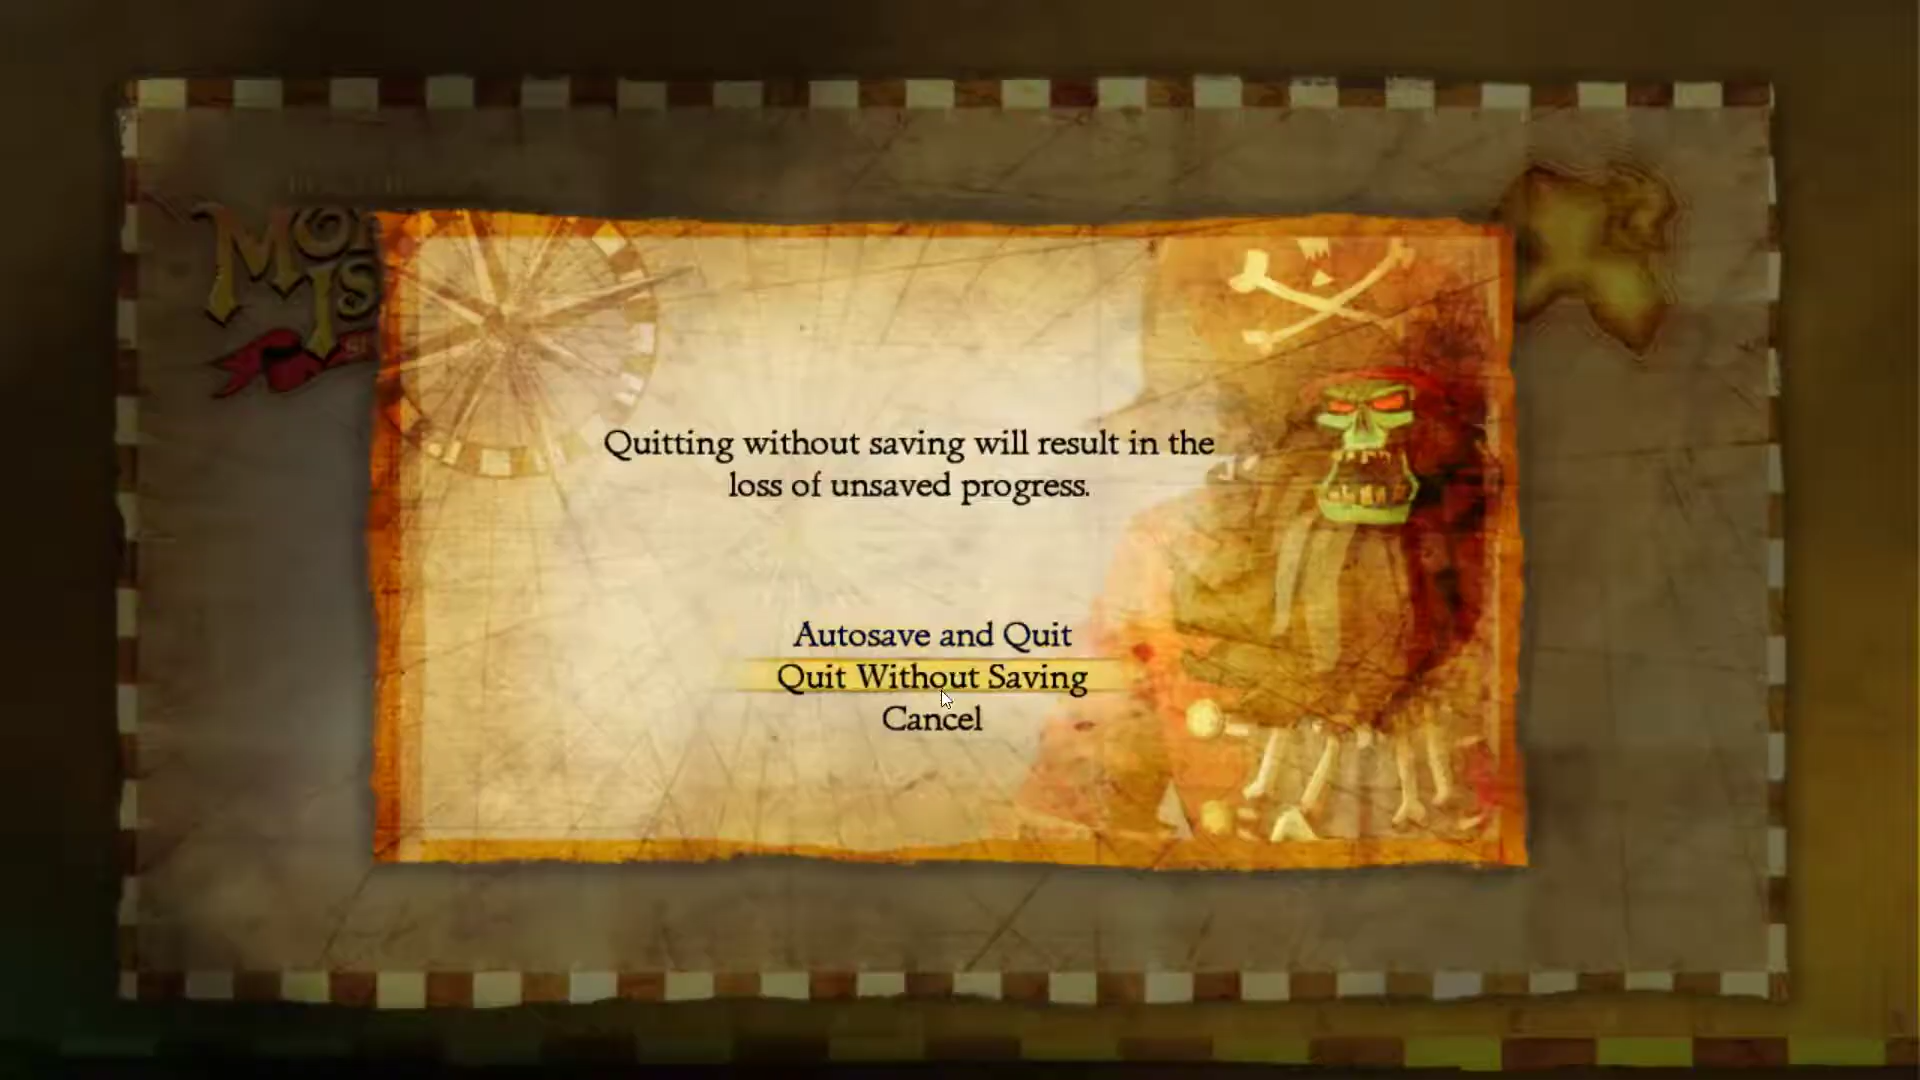 Quitting without saving will result in the
loss of unsaved progress.
Autosave and Quit
Quit Without Saving
Cancel